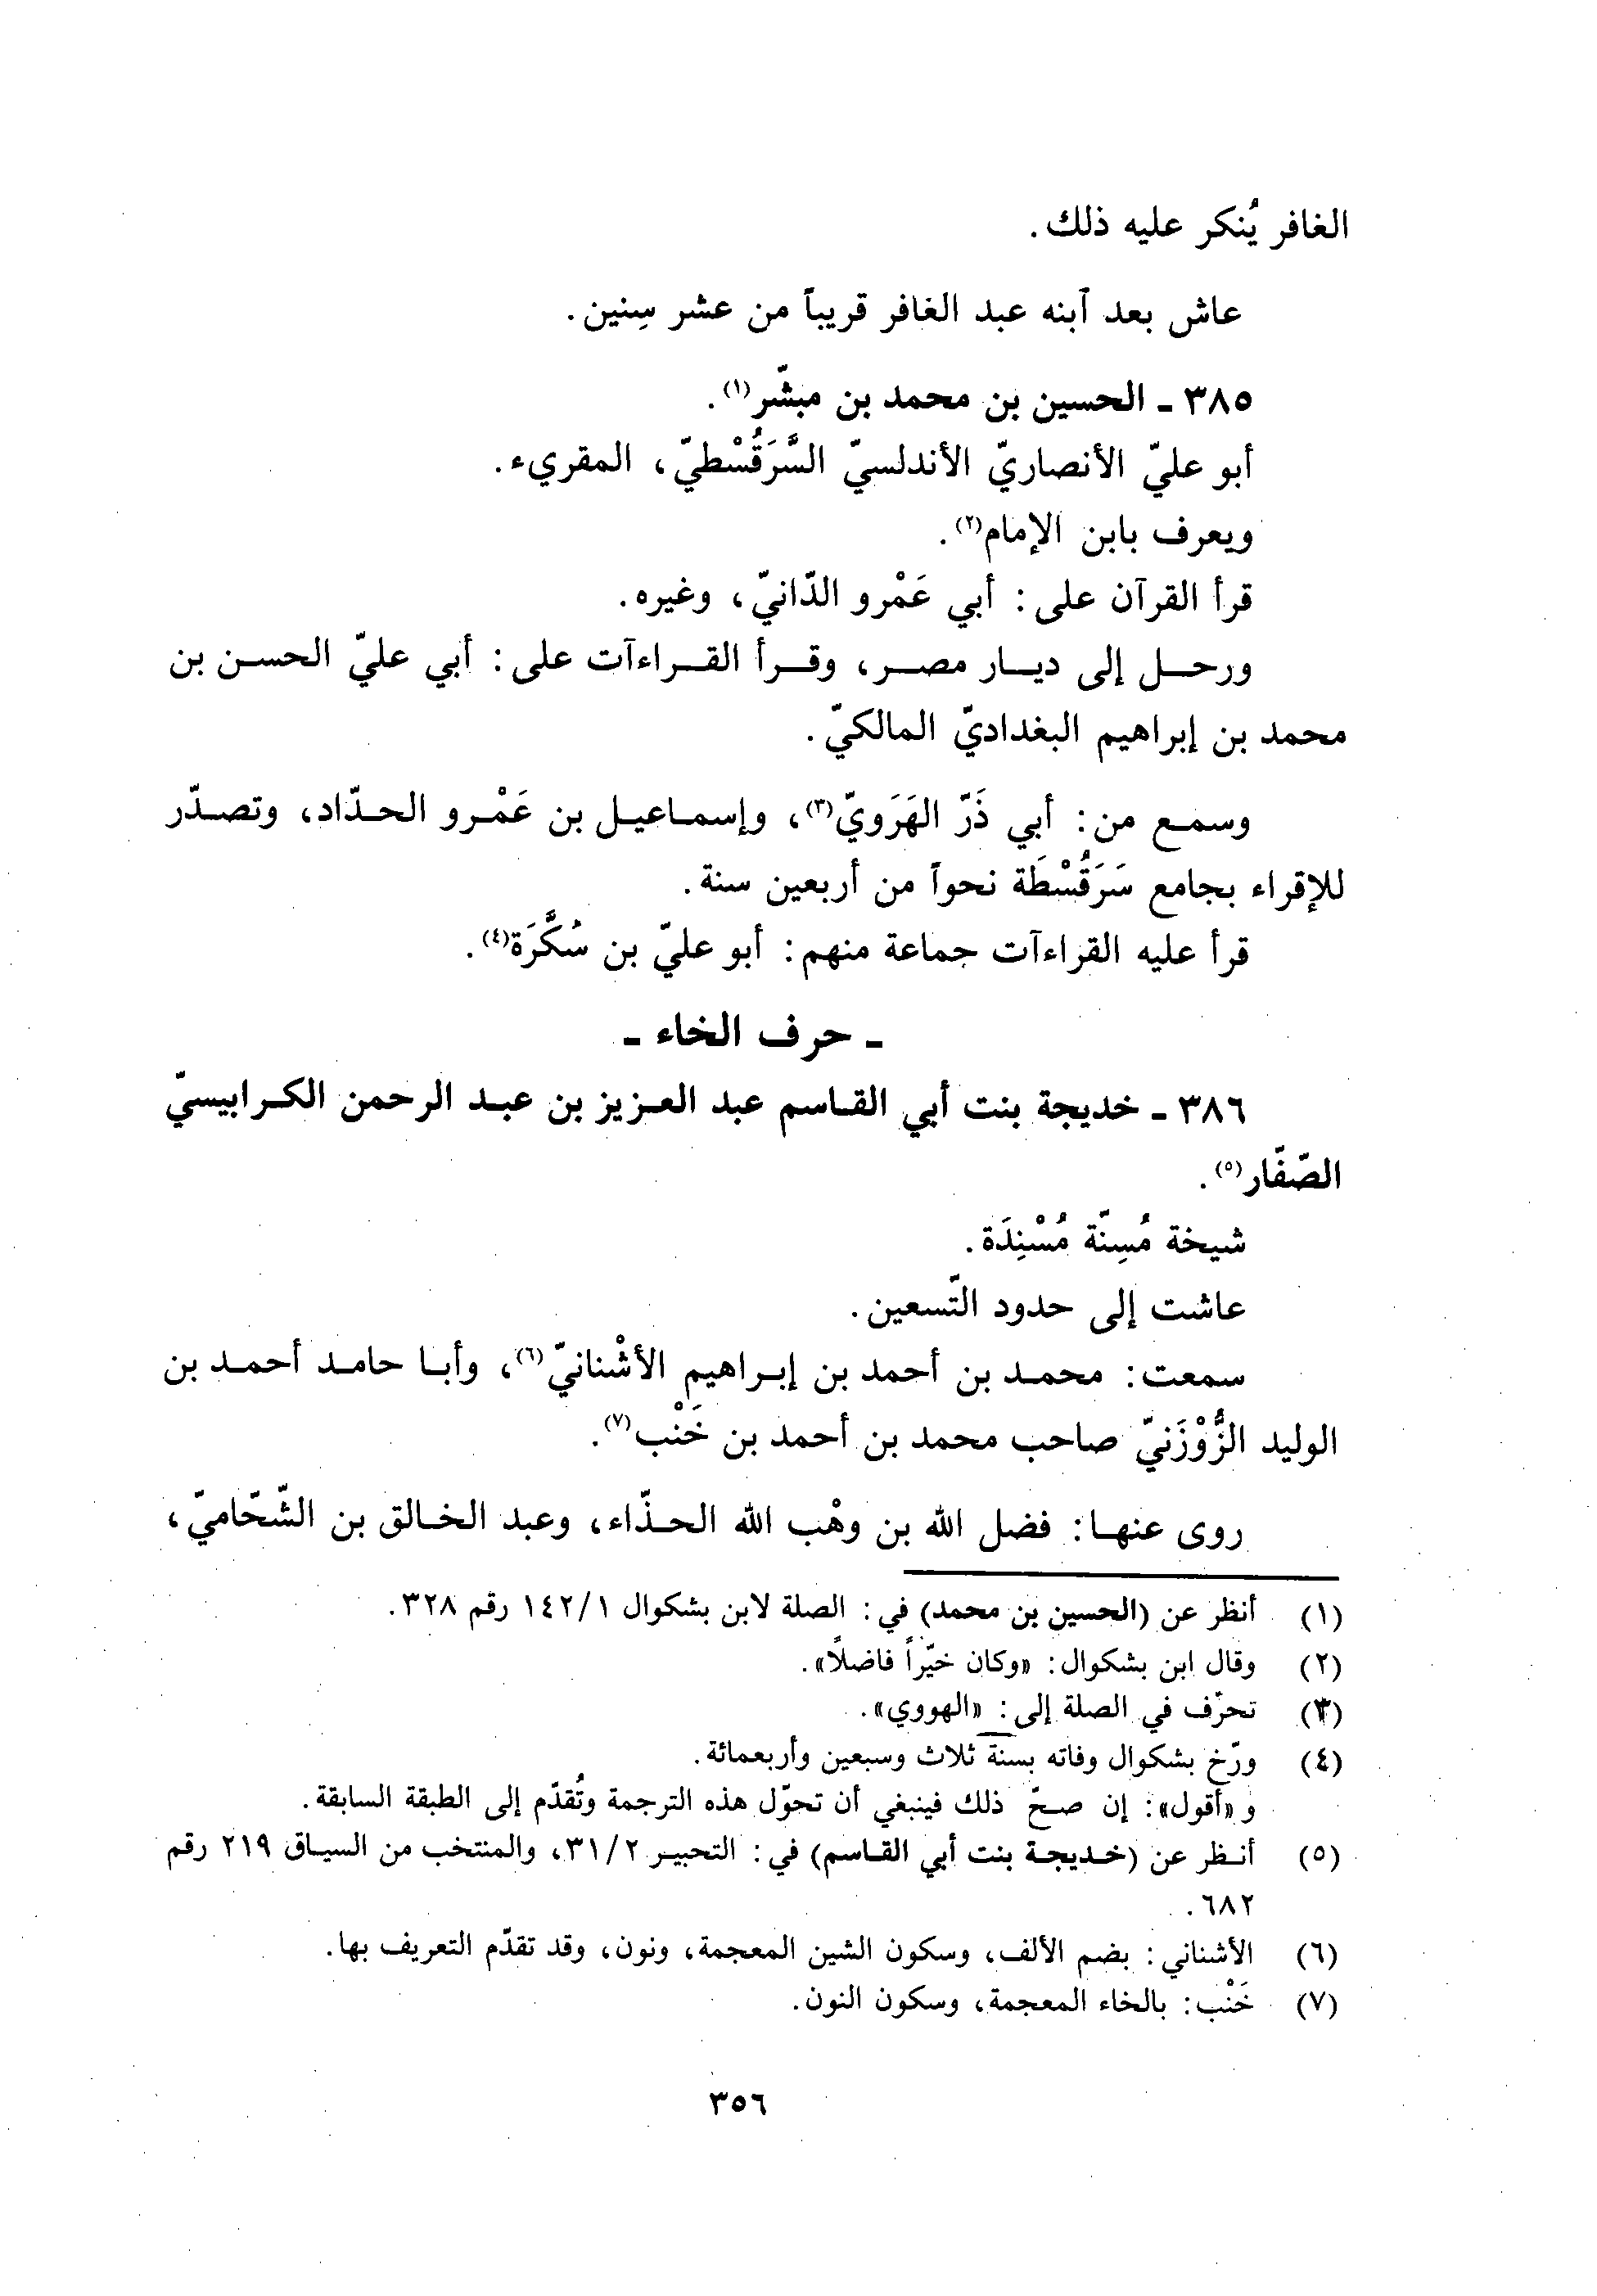 الغافر يُنكر عليه ذلك.
عاش بعد آبنه عبد الغافر قريباً من عشر سِنين.
٣٨٥ ـ الحسين بن محمد بن مبشّر(١).
أبو عليّ الأنصاريّ الأندلسيّ السَّرَقُسْطيّ، المقريء.
ويعرف بابن الإمام(٢).
قرأ القرآن على: أبي عَمْرو الدّانيّ، وغيره.
ورحل إلى ديار مصر، وقرأ القراءآت على: أبي عليّ الحسن بن
محمد بن إبراهيم البغداديّ المالكيّ.
وسمع من: أبي ذَرّ الهَرَويّ(٣)، وإسماعيل بن عَمْرو الحدّاد، وتصدّر
للإقراء بجامع سَرَقُسْطَة نحواً من أربعين سنة.
قرأ عليه القراءآت جماعة منهم: أبو عليّ بن سُكَّرَة(٤).
ـ حرف الخاء ـ
٣٨٦ ـ خديجة بنت أبي القاسم عبد العزيز بن عبد الرحمن الكرابيسيّ
الصّفّار(٥).
شيخة مُسِنّة مُسْنِدَة.
عاشت إلى حدود التّسعين.
سمعت: محمد بن أحمد بن إبراهيم الأشْنانيّ(٦)، وأبا حامد أحمد بن
الوليد الزُّوْزَنيّ صاحب محمد بن أحمد بن خَنْب(٧).
روى عنها: فضل الله بن وهْب الله الحذّاء، وعبد الخالق بن الشّحّاميّ،
(١) أنظر عن (الحسين بن محمد) في: الصلة لابن بشكوال ١٤٢/١ رقم ٣٢٨.
(٢) وقال ابن بشكوال: «وكان خيّراً فاضلاً».
(٣) تحرّف في الصلة إلى: «الهووي».
(٤) ورّخ بشكوال وفاته بسنة ثلاث وسبعين وأربعمائة.
و«أقول»: إن صحّ ذلك فينبغي أن تحوّل هذه الترجمة وتُقدّم إلى الطبقة السابقة.
(٥) أنظر عن (خديجة بنت أبي القاسم) في: التحبير ٣١/٢، والمنتخب من السياق ٢١٩ رقم
٦٨٢.
(٦) الأشناني: بضم الألف، وسكون الشين المعجمة، ونون، وقد تقدّم التعريف بها.
(٧) خَنْب: بالخاء المعجمة، وسكون النون.
٣٥٦